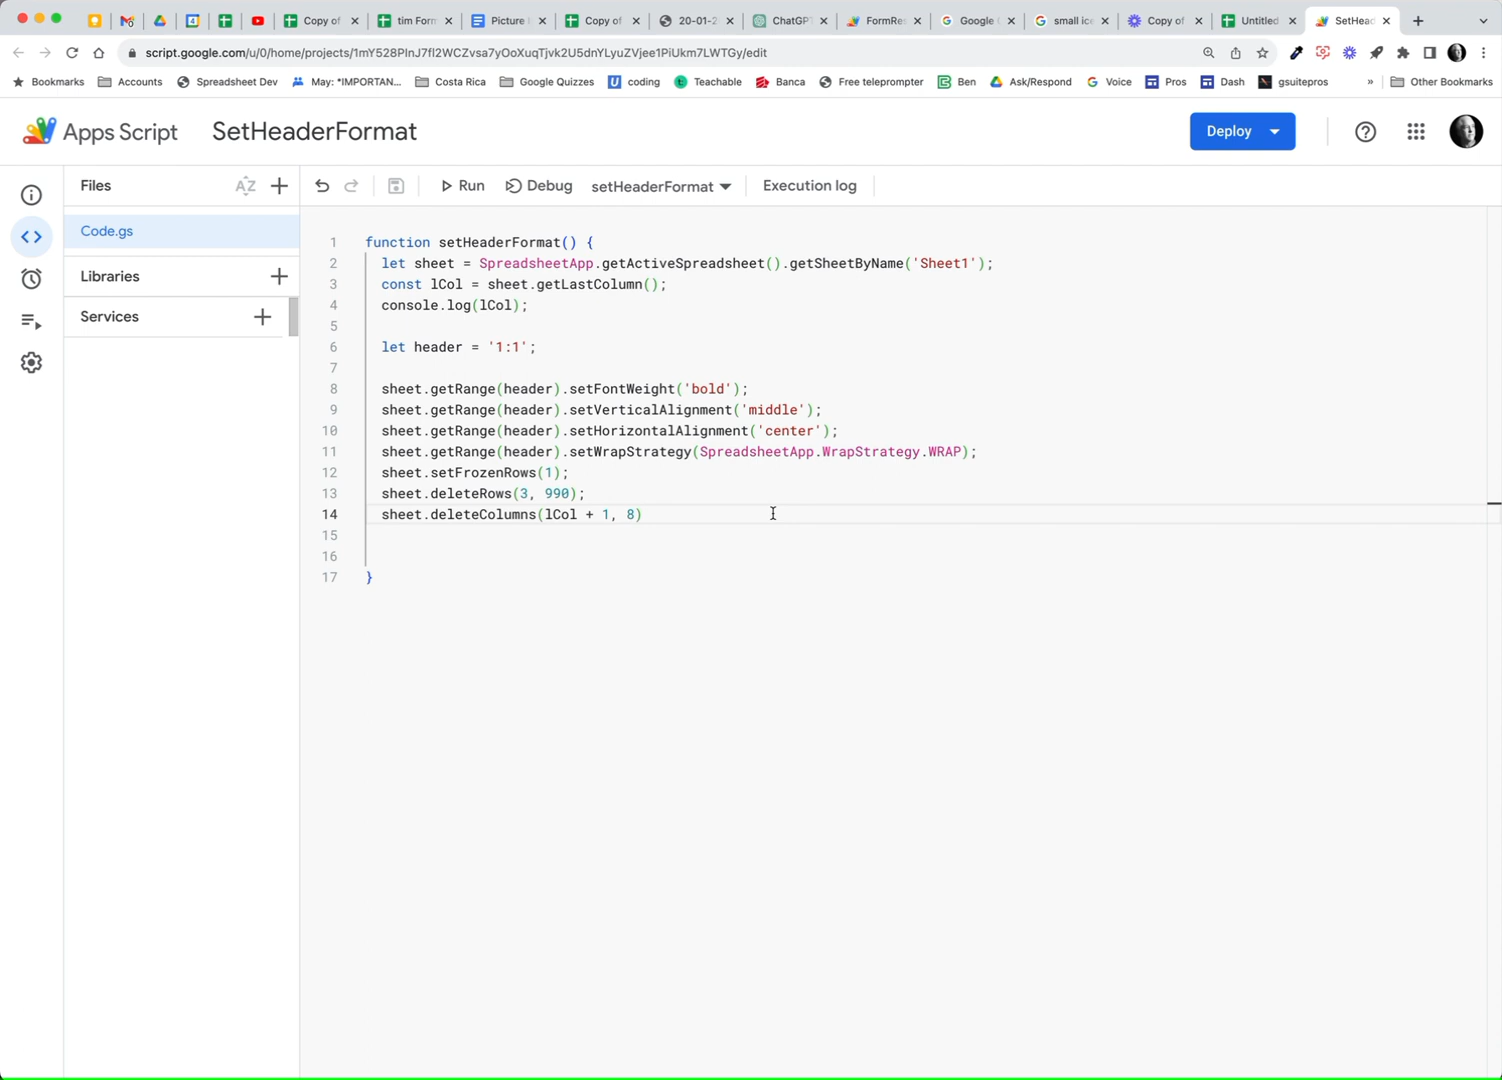 Copy of
tim Form
Picture
Copy of
20-01-2
ChatGP
FormRes
Google
small ice
Copy of
Untitled
SetHead
script.google.com/u/0/home/projects/1mY528PInJ7fl2WCZvsa7yOoXuqTjvk2U5dnYLyuZVjee1PiUkm7LWTGy/edit
Bookmarks Accounts Spreadsheet Dev May: *IMPORTAN... Costa Rica Google Quizzes coding Teachable Banca Free teleprompter Ben Ask/Respond Voice Pros Dash gsuitepros » Other Bookmarks
Apps Script SetHeaderFormat Deploy
Files AZ Run Debug setHeaderFormat Execution log
Code.gs
Libraries
Services
1 function setHeaderFormat() {
2 let sheet = SpreadsheetApp.getActiveSpreadsheet().getSheetByName('Sheet1');
3 const lCol = sheet.getLastColumn();
4 console.log(lCol);
5
6 let header = '1:1';
7
8 sheet.getRange(header).setFontWeight('bold');
9 sheet.getRange(header).setVerticalAlignment('middle');
10 sheet.getRange(header).setHorizontalAlignment('center');
11 sheet.getRange(header).setWrapStrategy(SpreadsheetApp.WrapStrategy.WRAP);
12 sheet.setFrozenRows(1);
13 sheet.deleteRows(3, 990);
14 sheet.deleteColumns(lCol + 1, 8)
15
16
17 }